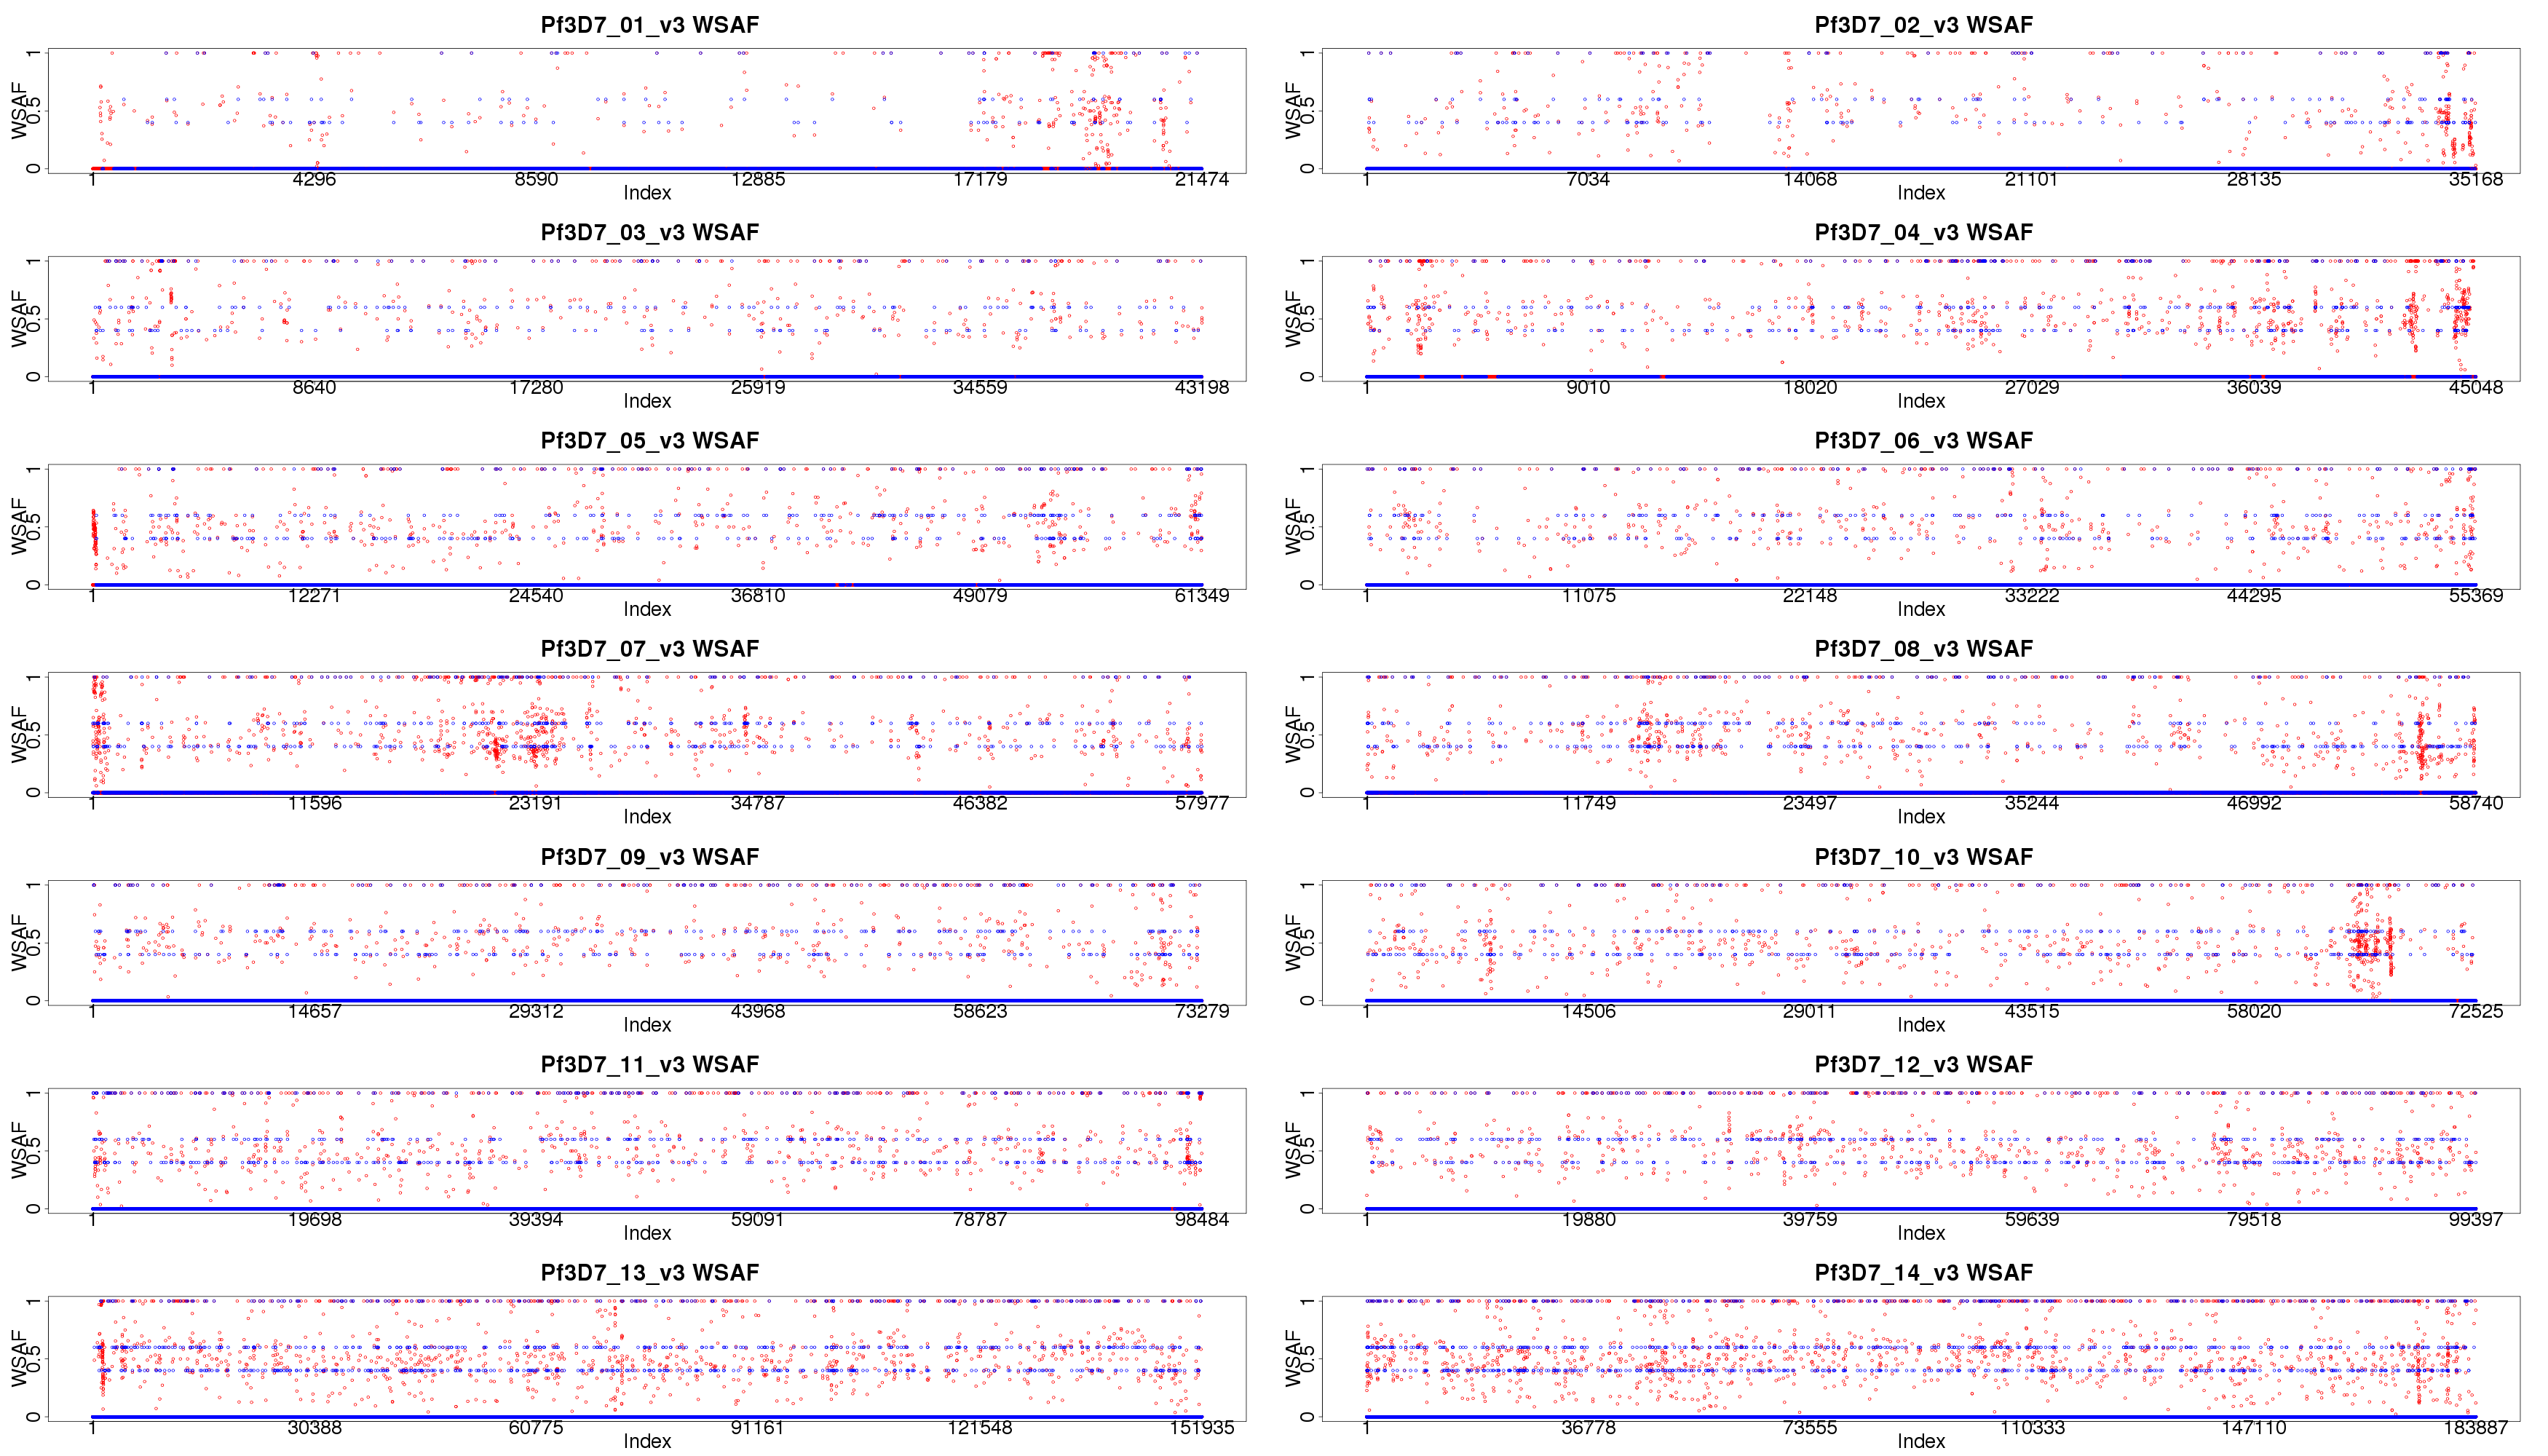 Pf3D7_01_v3 WSAF
WSAF
1
0.5
0
1 4296 8590 12885 17179 21474
Index
Pf3D7_02_v3 WSAF
WSAF
1
0.5
0
1 7034 14068 21101 28135 35168
Index
Pf3D7_03_v3 WSAF
WSAF
1
0.5
0
1 8640 17280 25919 34559 43198
Index
Pf3D7_04_v3 WSAF
WSAF
1
0.5
0
1 9010 18020 27029 36039 45048
Index
Pf3D7_05_v3 WSAF
WSAF
1
0.5
0
1 12271 24540 36810 49079 61349
Index
Pf3D7_06_v3 WSAF
WSAF
1
0.5
0
1 11075 22148 33222 44295 55369
Index
Pf3D7_07_v3 WSAF
WSAF
1
0.5
0
1 11596 23191 34787 46382 57977
Index
Pf3D7_08_v3 WSAF
WSAF
1
0.5
0
1 11749 23497 35244 46992 58740
Index
Pf3D7_09_v3 WSAF
WSAF
1
0.5
0
1 14657 29312 43968 58623 73279
Index
Pf3D7_10_v3 WSAF
WSAF
1
0.5
0
1 14506 29011 43515 58020 72525
Index
Pf3D7_11_v3 WSAF
WSAF
1
0.5
0
1 19698 39394 59091 78787 98484
Index
Pf3D7_12_v3 WSAF
WSAF
1
0.5
0
1 19880 39759 59639 79518 99397
Index
Pf3D7_13_v3 WSAF
WSAF
1
0.5
0
1 30388 60775 91161 121548 151935
Index
Pf3D7_14_v3 WSAF
WSAF
1
0.5
0
1 36778 73555 110333 147110 183887
Index